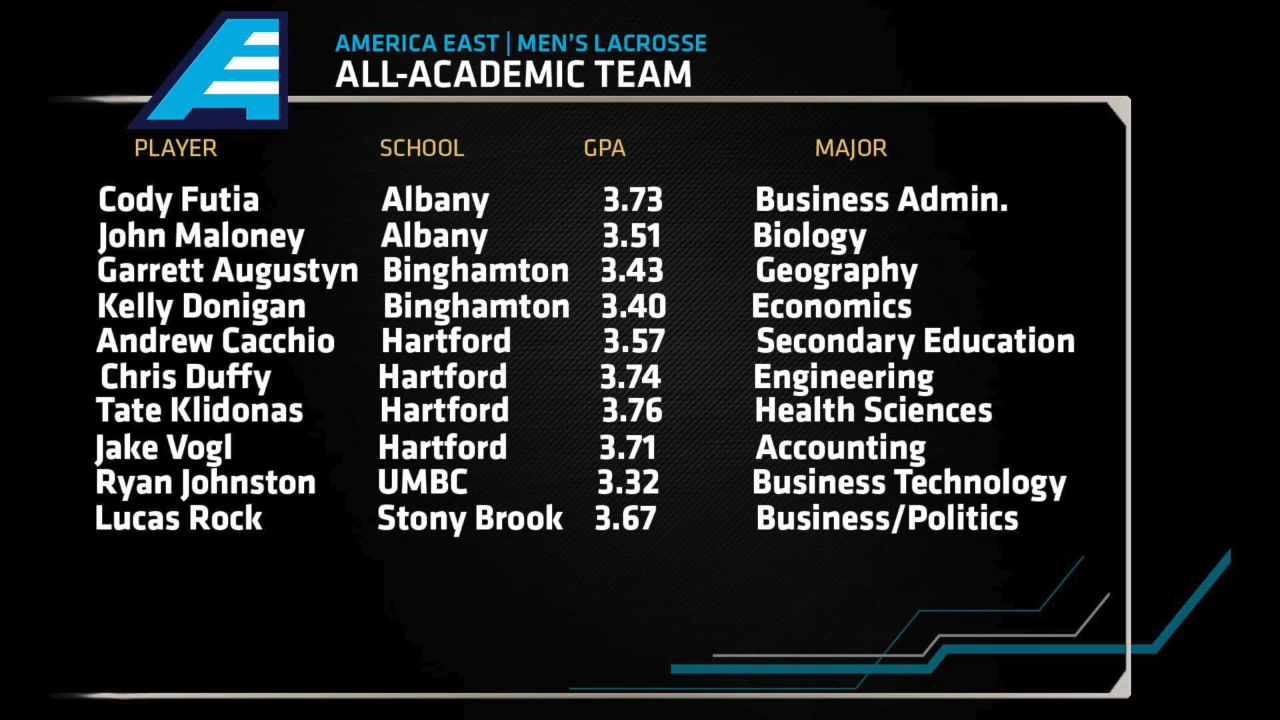 AMERICA EAST | MEN'S LACROSSE
ALL-ACADEMIC TEAM
PLAYER SCHOOL GPA MAJOR
Cody Futia Albany 3.73 Business Admin.
John Maloney Albany 3.51 Biology
Garrett Augustyn Binghamton 3.43 Geography
Kelly Donigan Binghamton 3.40 Economics
Andrew Cacchio Hartford 3.57 Secondary Education
Chris Duffy Hartford 3.74 Engineering
Tate Klidonas Hartford 3.76 Health Sciences
Jake Vogl Hartford 3.71 Accounting
Ryan Johnston UMBC 3.32 Business Technology
Lucas Rock Stony Brook 3.67 Business/Politics